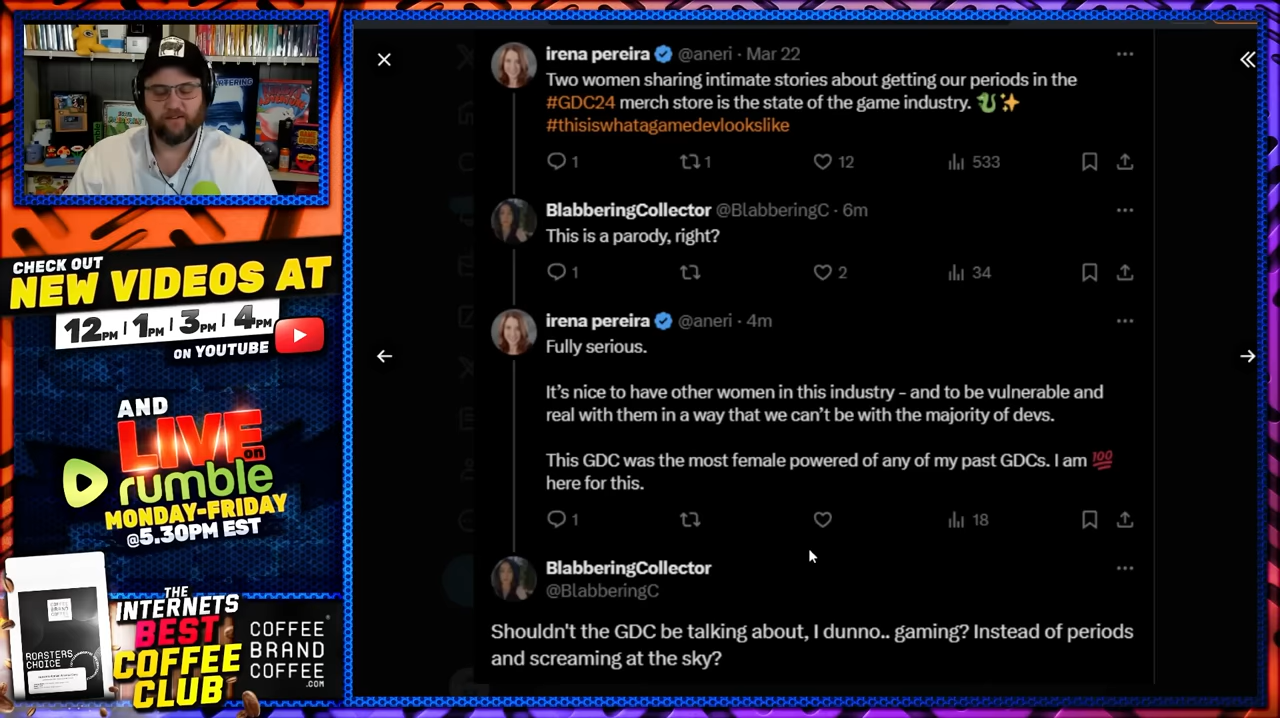 CHECK OUT
NEW VIDEOS AT
12PM | 1PM | 3PM | 4PM
ON YOUTUBE
AND
LIVE
on
rumble
MONDAY-FRIDAY
@5.30PM EST
THE
INTERNETS
BEST
COFFEE
CLUB
ROASTERS
CHOICE
COFFEE
BRAND
COFFEE
.COM
irena pereira @aneri · Mar 22
Two women sharing intimate stories about getting our periods in the
#GDC24 merch store is the state of the game industry. 🐉✨
#thisiswhatagamedevlookslike
1 1 12 533
BlabberingCollector @BlabberingC · 6m
This is a parody, right?
1 2 34
irena pereira @aneri · 4m
Fully serious.
It’s nice to have other women in this industry - and to be vulnerable and
real with them in a way that we can’t be with the majority of devs.
This GDC was the most female powered of any of my past GDCs. I am 💯
here for this.
1 18
BlabberingCollector
@BlabberingC
Shouldn't the GDC be talking about, I dunno.. gaming? Instead of periods
and screaming at the sky?